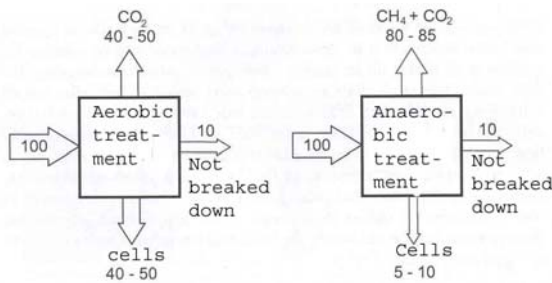 CO₂
40 - 50
100
Aerobic
treat-
ment.
10
Not
breaked
down
cells
40 - 50
CH₄ + CO₂
80 - 85
100
Anaero-
bic
treat-
ment
10
Not
breaked
down
Cells
5 - 10